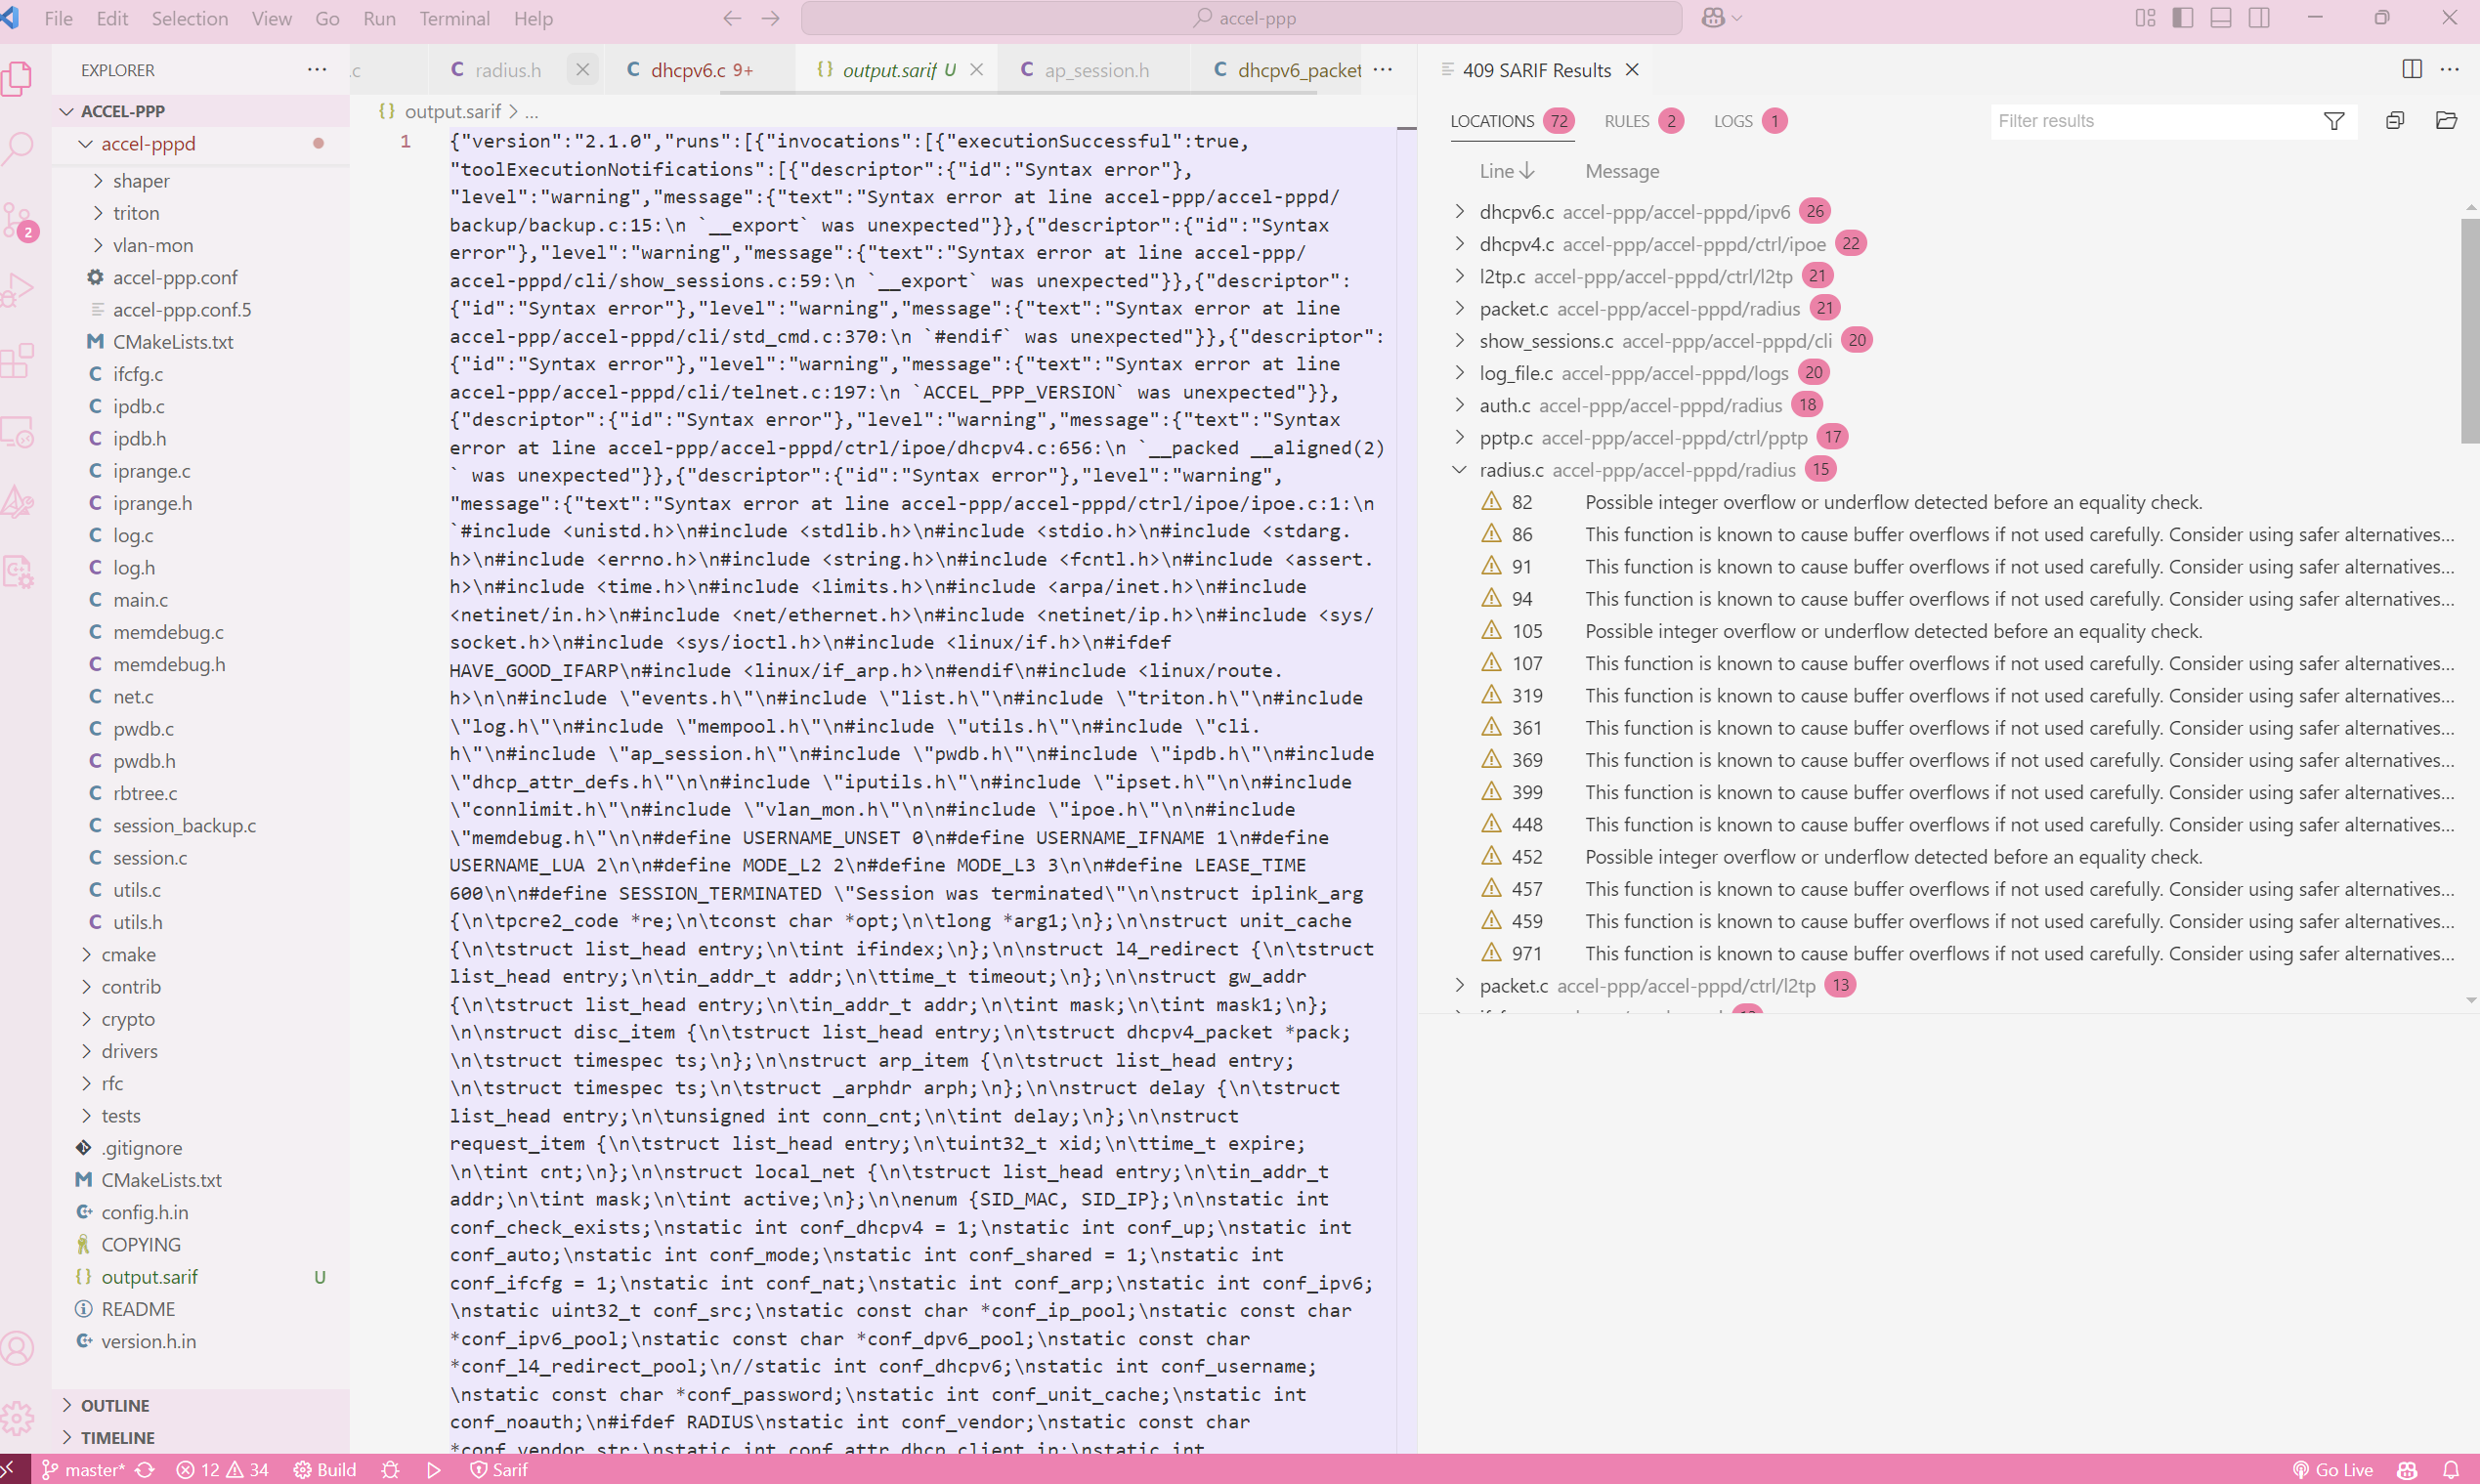 File Edit Selection View Go Run Terminal Help
accel-ppp
EXPLORER
ACCEL-PPP
accel-pppd
shaper
triton
vlan-mon
accel-ppp.conf
accel-ppp.conf.5
CMakeLists.txt
ifcfg.c
ipdb.c
ipdb.h
iprange.c
iprange.h
log.c
log.h
main.c
memdebug.c
memdebug.h
net.c
pwdb.c
pwdb.h
rbtree.c
session_backup.c
session.c
utils.c
utils.h
cmake
contrib
crypto
drivers
rfc
tests
.gitignore
CMakeLists.txt
config.h.in
COPYING
output.sarif U
README
version.h.in
OUTLINE
TIMELINE
2
.c radius.h dhcpv6.c 9+ output.sarif U ap_session.h dhcpv6_packet
output.sarif > ...
1
{"version":"2.1.0","runs":[{"invocations":[{"executionSuccessful":true,
"toolExecutionNotifications":[{"descriptor":{"id":"Syntax error"},
"level":"warning","message":{"text":"Syntax error at line accel-ppp/accel-pppd/
backup/backup.c:15:\n `__export` was unexpected"}},{"descriptor":{"id":"Syntax
error"},"level":"warning","message":{"text":"Syntax error at line accel-ppp/
accel-pppd/cli/show_sessions.c:59:\n `__export` was unexpected"}},{"descriptor":
{"id":"Syntax error"},"level":"warning","message":{"text":"Syntax error at line
accel-ppp/accel-pppd/cli/std_cmd.c:370:\n `#endif` was unexpected"}},{"descriptor":
{"id":"Syntax error"},"level":"warning","message":{"text":"Syntax error at line
accel-ppp/accel-pppd/cli/telnet.c:197:\n `ACCEL_PPP_VERSION` was unexpected"}},
{"descriptor":{"id":"Syntax error"},"level":"warning","message":{"text":"Syntax
error at line accel-ppp/accel-pppd/ctrl/ipoe/dhcpv4.c:656:\n `__packed __aligned(2)
` was unexpected"}},{"descriptor":{"id":"Syntax error"},"level":"warning",
"message":{"text":"Syntax error at line accel-ppp/accel-pppd/ctrl/ipoe/ipoe.c:1:\n
`#include <unistd.h>\n#include <stdlib.h>\n#include <stdio.h>\n#include <stdarg.
h>\n#include <errno.h>\n#include <string.h>\n#include <fcntl.h>\n#include <assert.
h>\n#include <time.h>\n#include <limits.h>\n#include <arpa/inet.h>\n#include
<netinet/in.h>\n#include <net/ethernet.h>\n#include <netinet/ip.h>\n#include <sys/
socket.h>\n#include <sys/ioctl.h>\n#include <linux/if.h>\n#ifdef
HAVE_GOOD_IFARP\n#include <linux/if_arp.h>\n#endif\n#include <linux/route.
h>\n\n#include \"events.h\"\n#include \"list.h\"\n#include \"triton.h\"\n#include
\"log.h\"\n#include \"mempool.h\"\n#include \"utils.h\"\n#include \"cli.
h\"\n#include \"ap_session.h\"\n#include \"pwdb.h\"\n#include \"ipdb.h\"\n#include
\"dhcp_attr_defs.h\"\n\n#include \"iputils.h\"\n#include \"ipset.h\"\n\n#include
\"connlimit.h\"\n#include \"vlan_mon.h\"\n\n#include \"ipoe.h\"\n\n#include
\"memdebug.h\"\n\n#define USERNAME_UNSET 0\n#define USERNAME_IFNAME 1\n#define
USERNAME_LUA 2\n\n#define MODE_L2 2\n#define MODE_L3 3\n\n#define LEASE_TIME
600\n\n#define SESSION_TERMINATED \"Session was terminated\"\n\nstruct iplink_arg
{\n\tpcre2_code *re;\n\tconst char *opt;\n\tlong *arg1;\n};\n\nstruct unit_cache
{\n\tstruct list_head entry;\n\tint ifindex;\n};\n\nstruct l4_redirect {\n\tstruct
list_head entry;\n\tin_addr_t addr;\n\ttime_t timeout;\n};\n\nstruct gw_addr
{\n\tstruct list_head entry;\n\tin_addr_t addr;\n\tint mask;\n\tint mask1;\n};
\n\nstruct disc_item {\n\tstruct list_head entry;\n\tstruct dhcpv4_packet *pack;
\n\tstruct timespec ts;\n};\n\nstruct arp_item {\n\tstruct list_head entry;
\n\tstruct timespec ts;\n\tstruct _arphdr arph;\n};\n\nstruct delay {\n\tstruct
list_head entry;\n\tunsigned int conn_cnt;\n\tint delay;\n};\n\nstruct
request_item {\n\tstruct list_head entry;\n\tuint32_t xid;\n\ttime_t expire;
\n\tint cnt;\n};\n\nstruct local_net {\n\tstruct list_head entry;\n\tin_addr_t
addr;\n\tint mask;\n\tint active;\n};\n\nenum {SID_MAC, SID_IP};\n\nstatic int
conf_check_exists;\nstatic int conf_dhcpv4 = 1;\nstatic int conf_up;\nstatic int
conf_auto;\nstatic int conf_mode;\nstatic int conf_shared = 1;\nstatic int
conf_ifcfg = 1;\nstatic int conf_nat;\nstatic int conf_arp;\nstatic int conf_ipv6;
\nstatic uint32_t conf_src;\nstatic const char *conf_ip_pool;\nstatic const char
*conf_ipv6_pool;\nstatic const char *conf_dpv6_pool;\nstatic const char
*conf_l4_redirect_pool;\n//static int conf_dhcpv6;\nstatic int conf_username;
\nstatic const char *conf_password;\nstatic int conf_unit_cache;\nstatic int
conf_noauth;\n#ifdef RADIUS\nstatic int conf_vendor;\nstatic const char
*conf_vendor_str;\nstatic int conf_attr_dhcp_client_ip;\nstatic int
409 SARIF Results
LOCATIONS 72 RULES 2 LOGS 1 Filter results
Line Message
dhcpv6.c accel-ppp/accel-pppd/ipv6 26
dhcpv4.c accel-ppp/accel-pppd/ctrl/ipoe 22
l2tp.c accel-ppp/accel-pppd/ctrl/l2tp 21
packet.c accel-ppp/accel-pppd/radius 21
show_sessions.c accel-ppp/accel-pppd/cli 20
log_file.c accel-ppp/accel-pppd/logs 20
auth.c accel-ppp/accel-pppd/radius 18
pptp.c accel-ppp/accel-pppd/ctrl/pptp 17
radius.c accel-ppp/accel-pppd/radius 15
82 Possible integer overflow or underflow detected before an equality check.
86 This function is known to cause buffer overflows if not used carefully. Consider using safer alternatives...
91 This function is known to cause buffer overflows if not used carefully. Consider using safer alternatives...
94 This function is known to cause buffer overflows if not used carefully. Consider using safer alternatives...
105 Possible integer overflow or underflow detected before an equality check.
107 This function is known to cause buffer overflows if not used carefully. Consider using safer alternatives...
319 This function is known to cause buffer overflows if not used carefully. Consider using safer alternatives...
361 This function is known to cause buffer overflows if not used carefully. Consider using safer alternatives...
369 This function is known to cause buffer overflows if not used carefully. Consider using safer alternatives...
399 This function is known to cause buffer overflows if not used carefully. Consider using safer alternatives...
448 This function is known to cause buffer overflows if not used carefully. Consider using safer alternatives...
452 Possible integer overflow or underflow detected before an equality check.
457 This function is known to cause buffer overflows if not used carefully. Consider using safer alternatives...
459 This function is known to cause buffer overflows if not used carefully. Consider using safer alternatives...
971 This function is known to cause buffer overflows if not used carefully. Consider using safer alternatives...
packet.c accel-ppp/accel-pppd/ctrl/l2tp 13
master* 12 34 Build Sarif Go Live